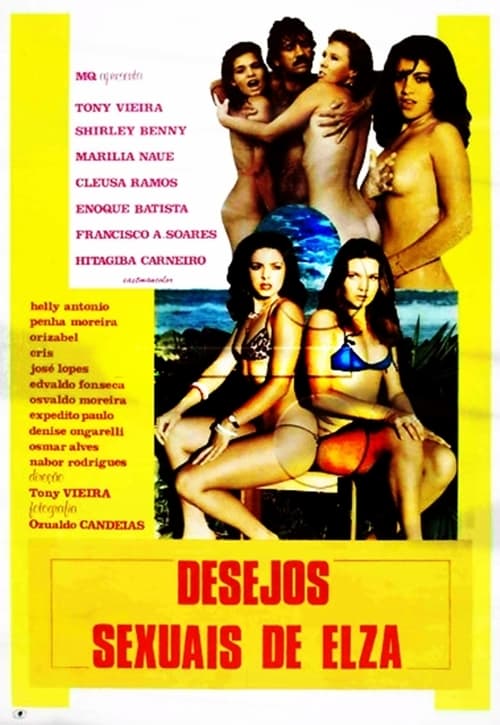 MQ apresenta
TONY VIEIRA
SHIRLEY BENNY
MARILIA NAUE
CLEUSA RAMOS
ENOQUE BATISTA
FRANCISCO A. SOARES
HITAGIBA CARNEIRO
eastmancolor
helly antonio
penha moreira
orizabel
cris
josé lopes
edvaldo fonseca
osvaldo moreira
expedito paulo
denise ongarelli
osmar alves
nabor rodrigues
direção
Tony VIEIRA
fotografia
Ozualdo CANDEIAS
DESEJOS
SEXUAIS DE ELZA